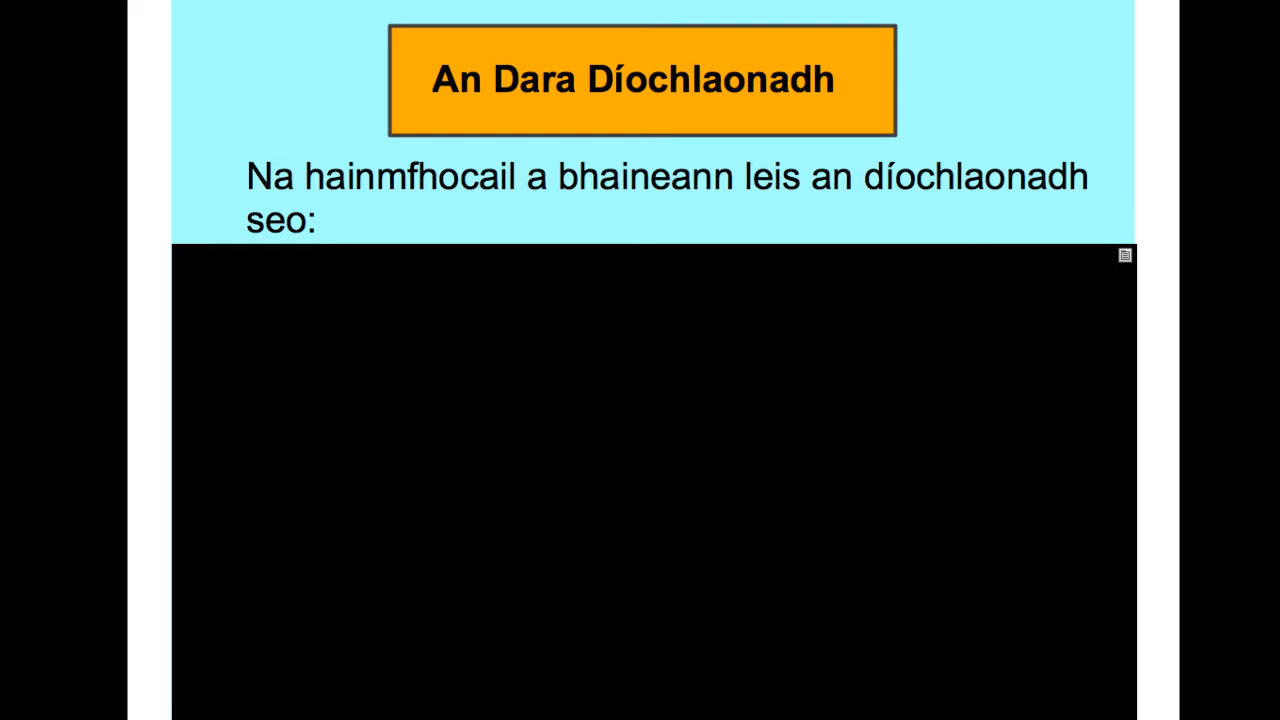 An Dara Díochlaonadh
Na hainmfhocail a bhaineann leis an díochlaonadh
seo: